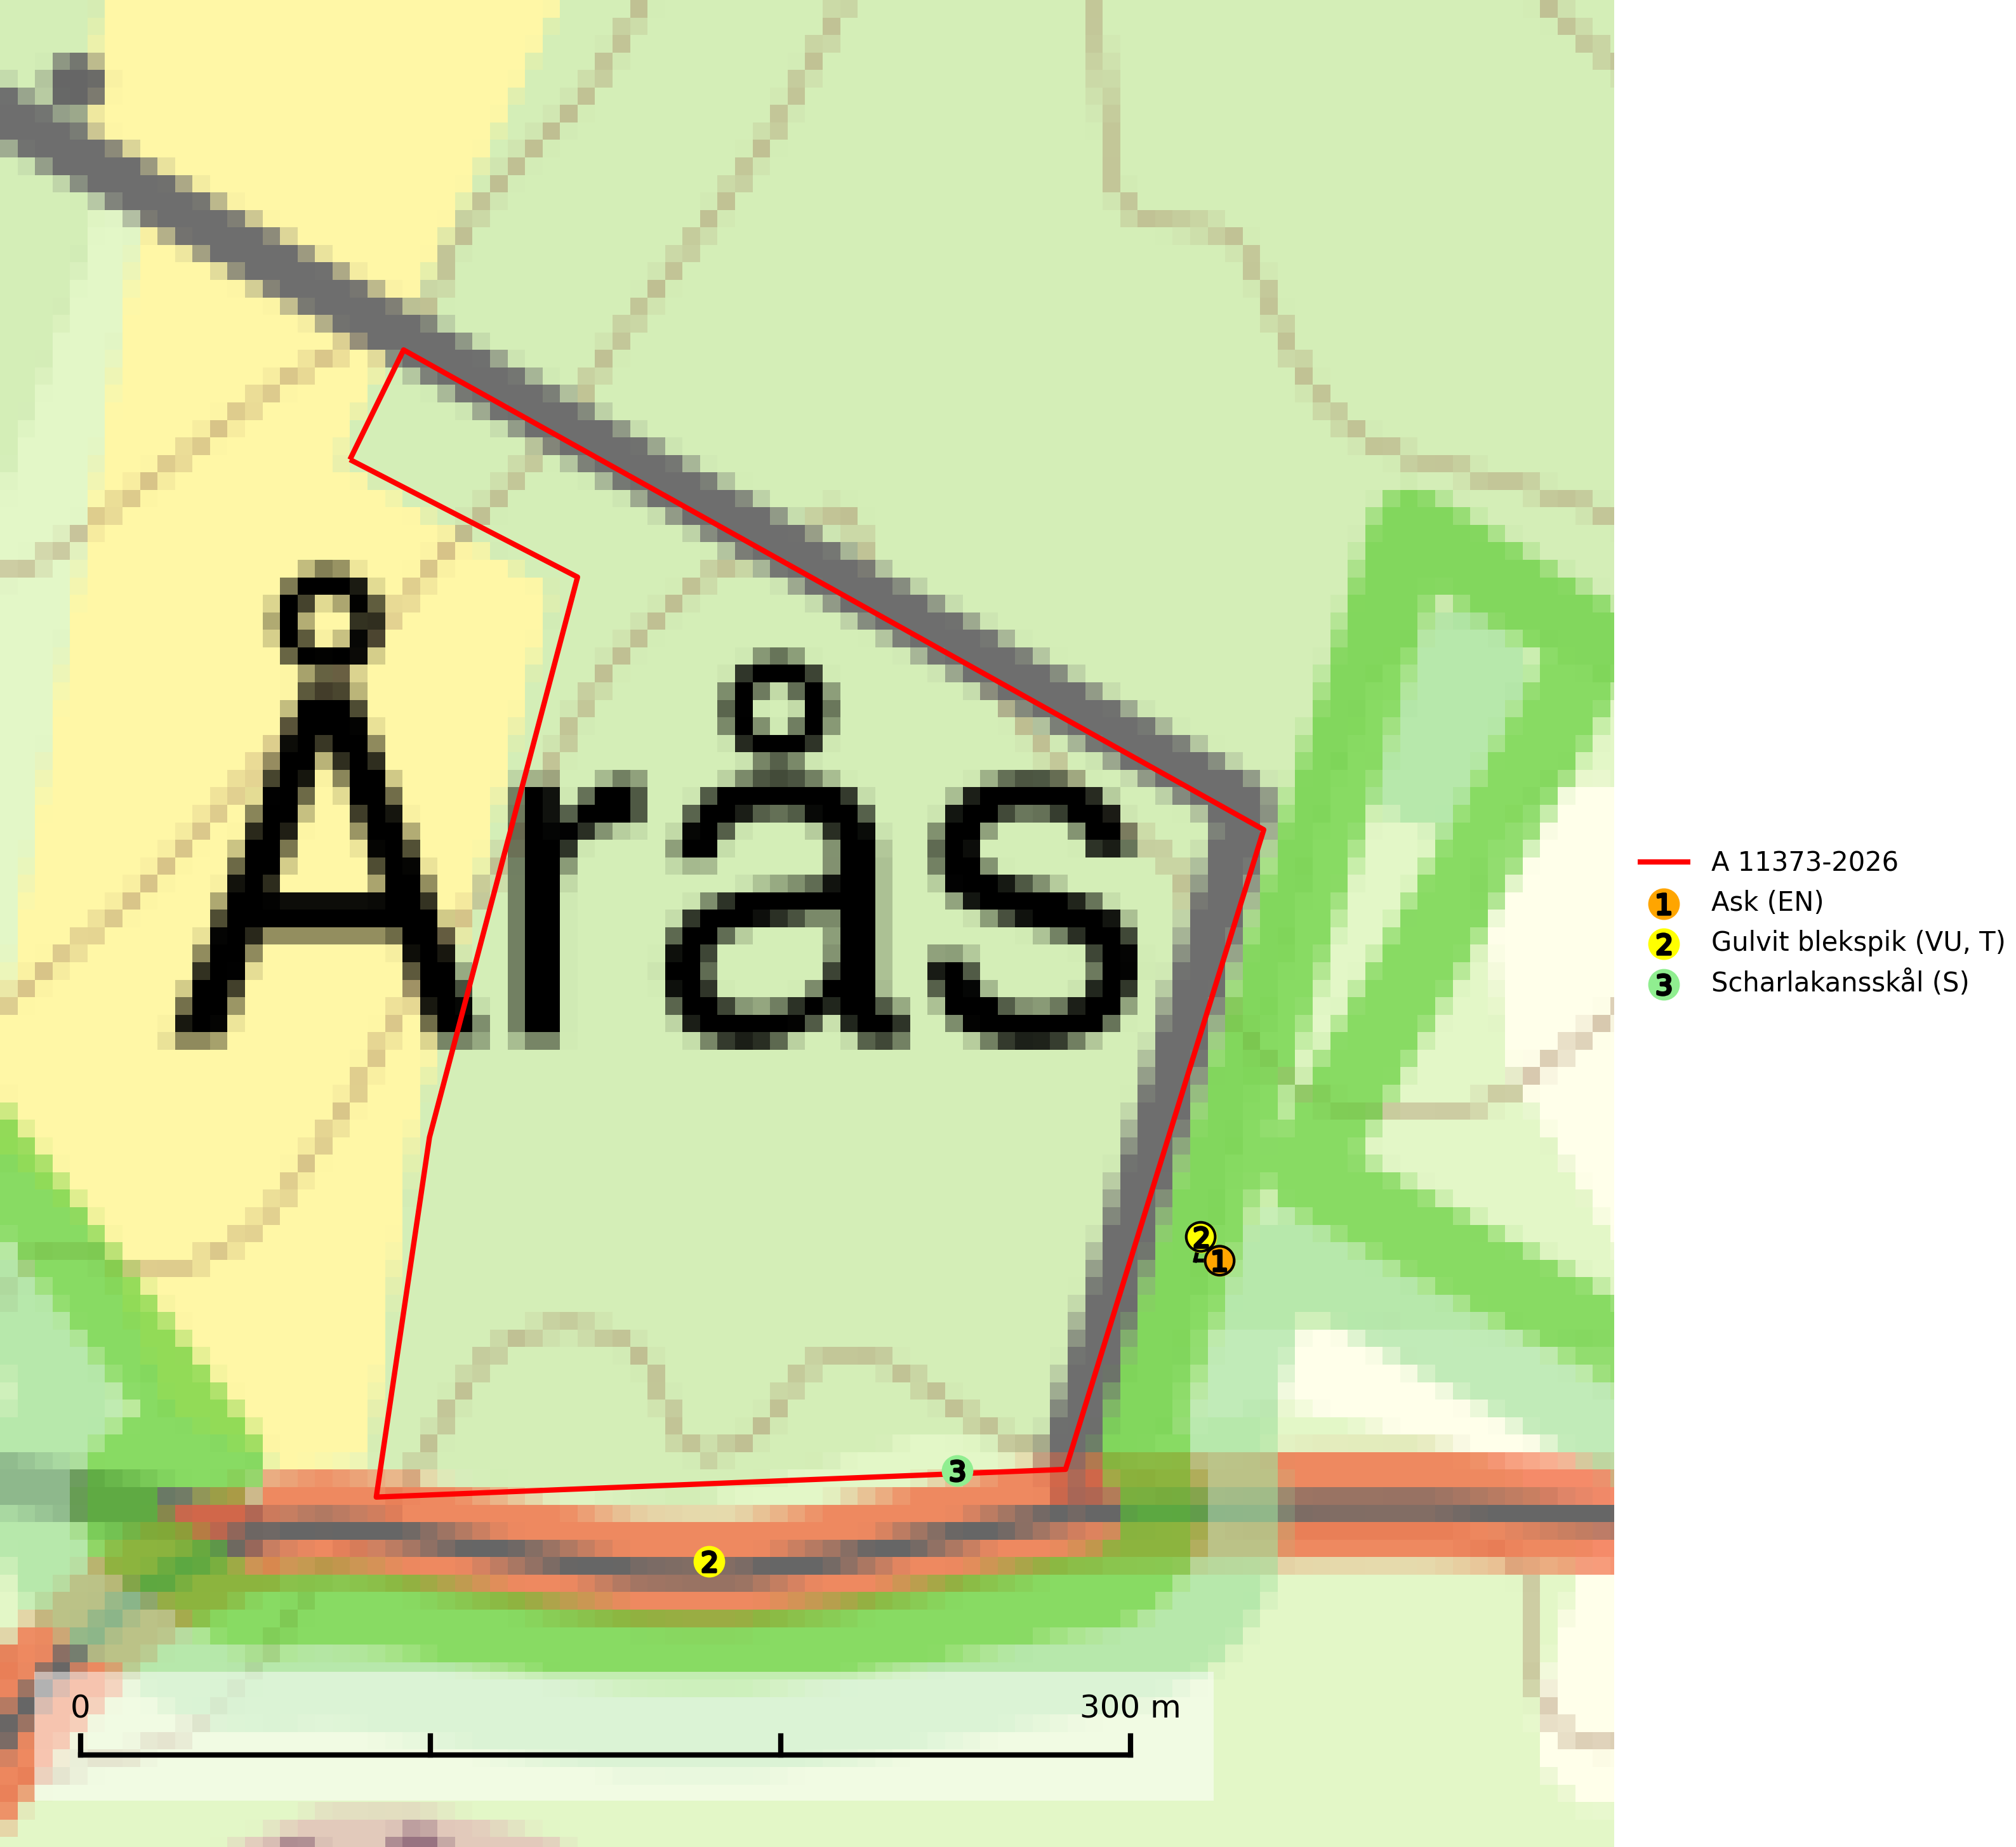 Årås
A 11373-2026
1 Ask (EN)
2 Gulvit blekspik (VU, T)
3 Scharlakansskål (S)
2
1
3
2
0 300 m